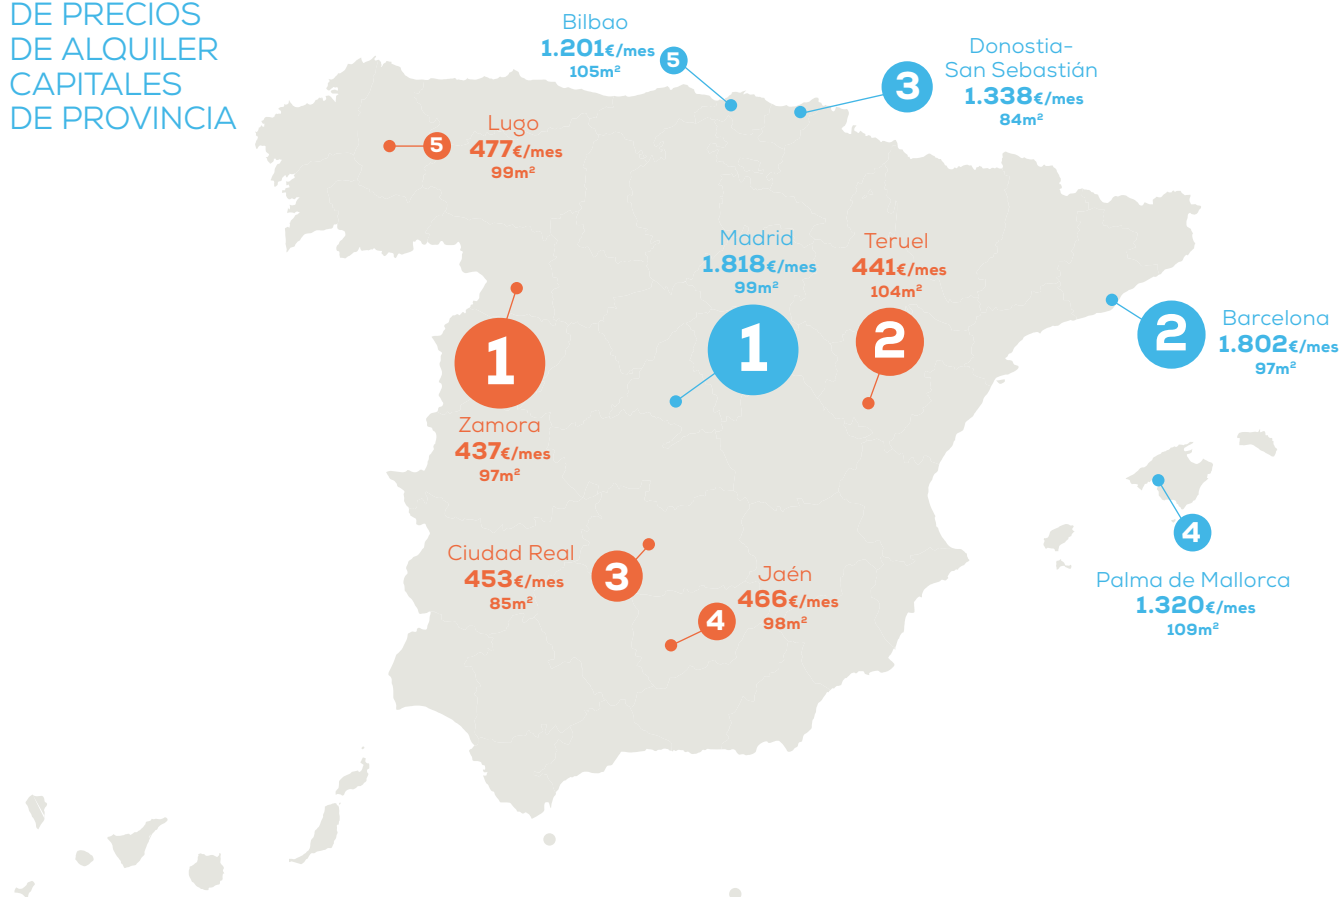 DE PRECIOS
DE ALQUILER
CAPITALES
DE PROVINCIA
Bilbao
1.201€/mes
105m²
5
Donostia-
San Sebastián
1.338€/mes
84m²
3
Lugo
477€/mes
99m²
5
Madrid
1.818€/mes
99m²
1
Teruel
441€/mes
104m²
2
Barcelona
1.802€/mes
97m²
2
1
Zamora
437€/mes
97m²
4
Palma de Mallorca
1.320€/mes
109m²
Ciudad Real
453€/mes
85m²
3
Jaén
466€/mes
98m²
4